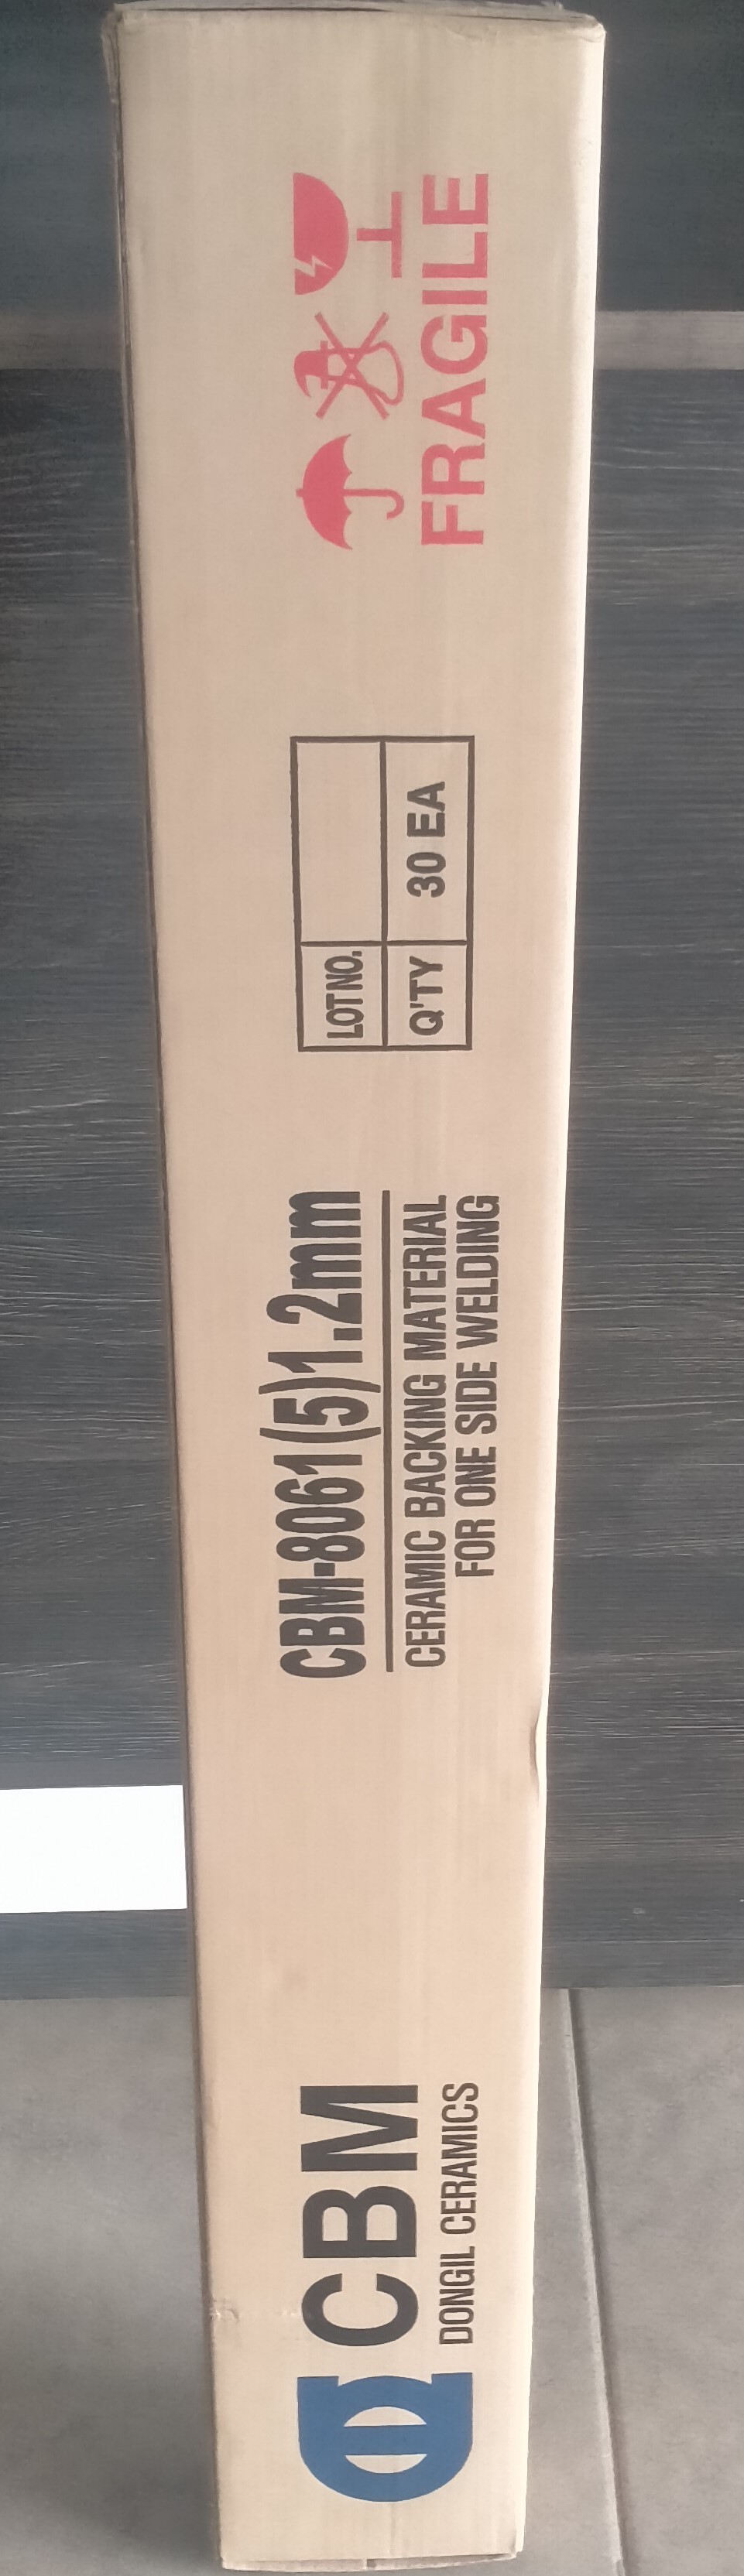 CBM
DONGIL CERAMICS
CBM-8061(5)1.2mm
CERAMIC BACKING MATERIAL
FOR ONE SIDE WELDING
LOT NO.
Q'TY 30 EA
FRAGILE